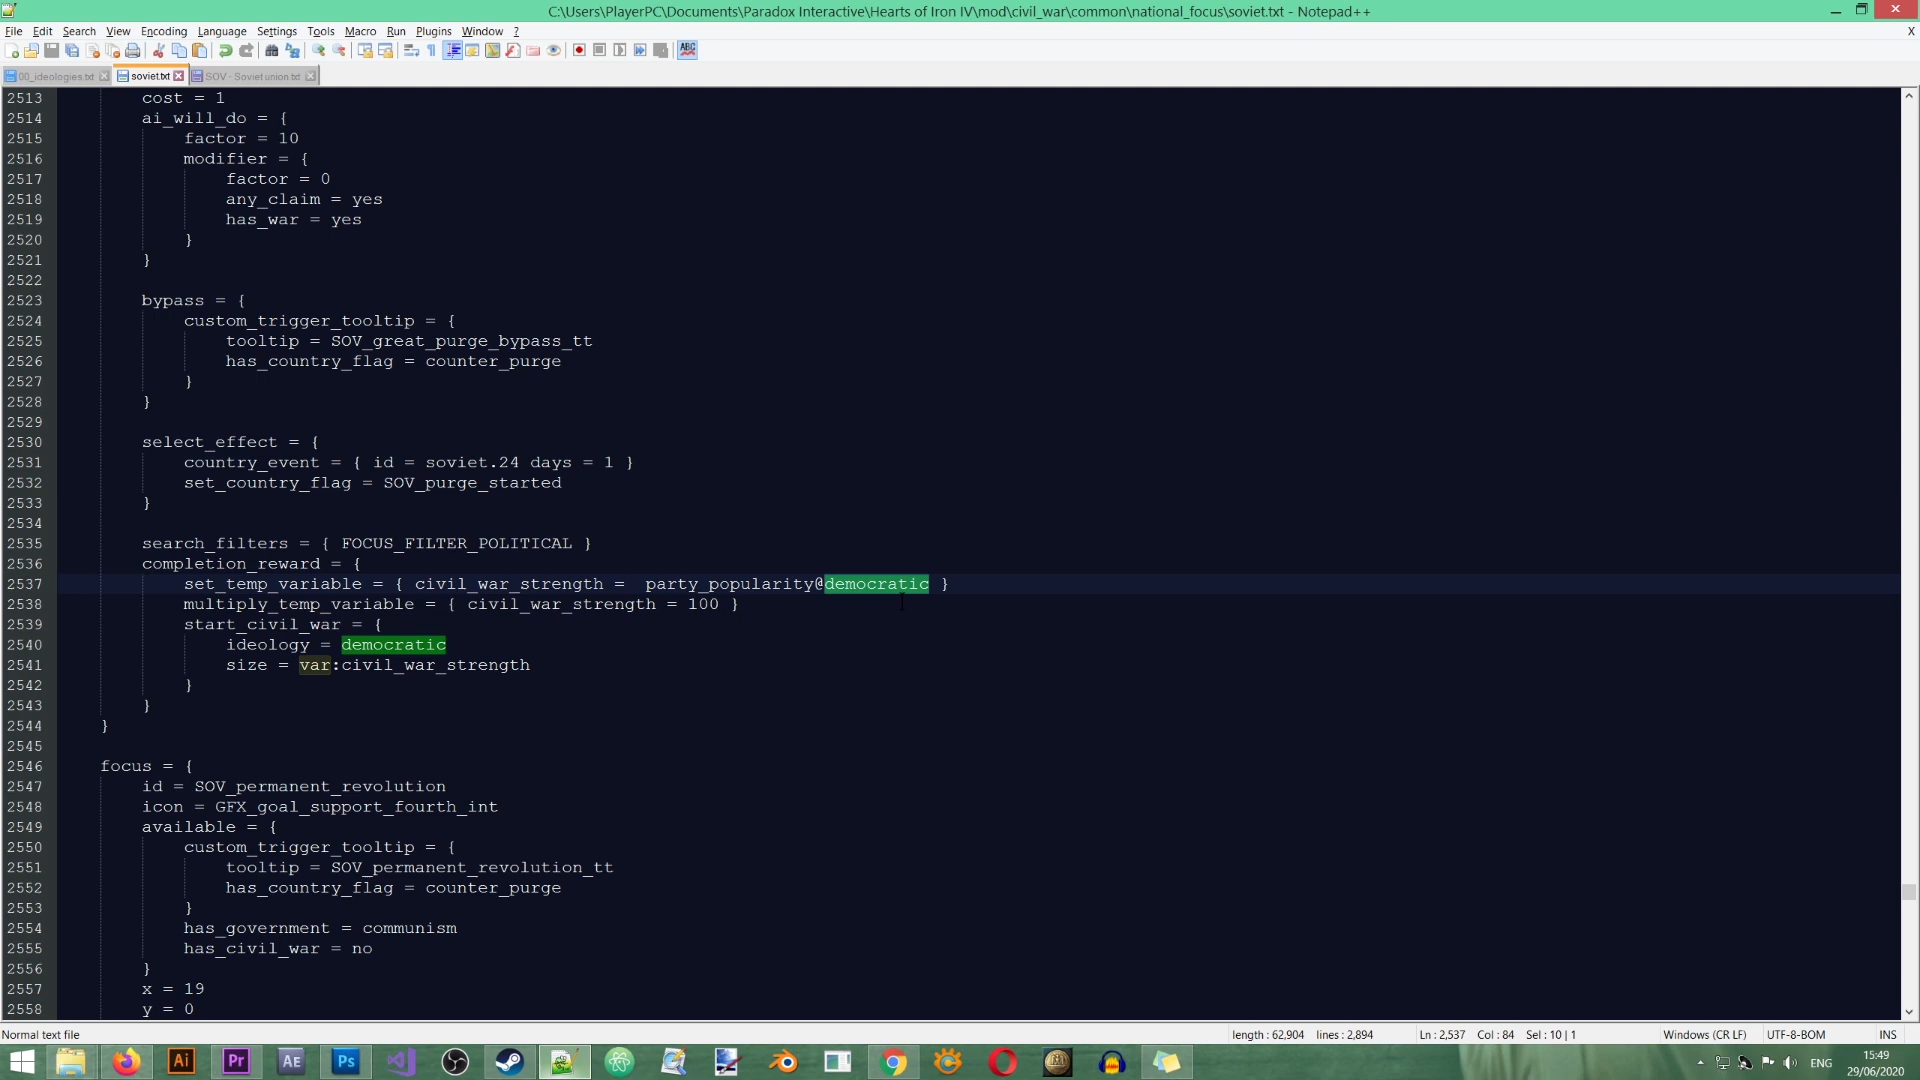 C:\Users\PlayerPC\Documents\Paradox Interactive\Hearts of Iron IV\mod\civil_war\common\national_focus\soviet.txt - Notepad++
File Edit Search View Encoding Language Settings Tools Macro Run Plugins Window ? X
ABC
00_ideologies.txt soviet.txt SOV - Soviet union.txt
2513 cost = 1
2514 ai_will_do = {
2515 factor = 10
2516 modifier = {
2517 factor = 0
2518 any_claim = yes
2519 has_war = yes
2520 }
2521 }
2522
2523 bypass = {
2524 custom_trigger_tooltip = {
2525 tooltip = SOV_great_purge_bypass_tt
2526 has_country_flag = counter_purge
2527 }
2528 }
2529
2530 select_effect = {
2531 country_event = { id = soviet.24 days = 1 }
2532 set_country_flag = SOV_purge_started
2533 }
2534
2535 search_filters = { FOCUS_FILTER_POLITICAL }
2536 completion_reward = {
2537 set_temp_variable = { civil_war_strength =  party_popularity@democratic }
2538 multiply_temp_variable = { civil_war_strength = 100 }
2539 start_civil_war = {
2540 ideology = democratic
2541 size = var:civil_war_strength
2542 }
2543 }
2544 }
2545
2546 focus = {
2547 id = SOV_permanent_revolution
2548 icon = GFX_goal_support_fourth_int
2549 available = {
2550 custom_trigger_tooltip = {
2551 tooltip = SOV_permanent_revolution_tt
2552 has_country_flag = counter_purge
2553 }
2554 has_government = communism
2555 has_civil_war = no
2556 }
2557 x = 19
2558 y = 0
Normal text file length : 62,904 lines : 2,894 Ln : 2,537 Col : 84 Sel : 10 | 1 Windows (CR LF) UTF-8-BOM INS
Ai Pr AE Ps ENG 15:49
29/06/2020